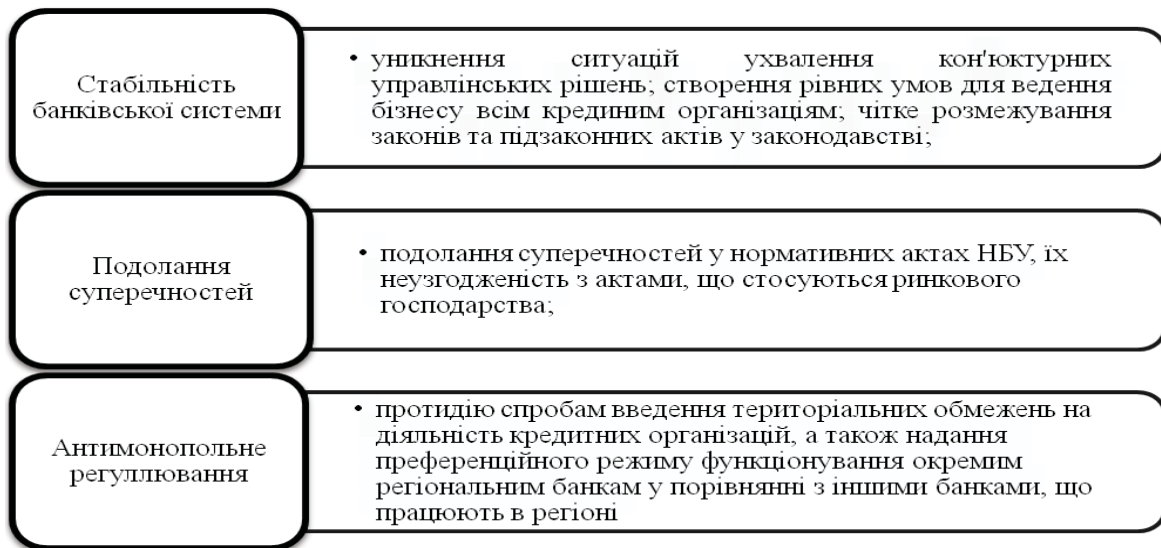 Стабільність
банківської системи
• уникнення ситуацій ухвалення кон'юктурних
управлінських рішень; створення рівних умов для ведення
бізнесу всім крединим організаціям; чітке розмежування
законів та підзаконних актів у законодавстві;
Подолання
суперечностей
• подолання суперечностей у нормативних актах НБУ, їх
неузгодженість з актами, що стосуються ринкового
господарства;
Антимонопольне
регуллювання
• протидію спробам введення територіальних обмежень на
діяльність кредитних організацій, а також надання
преференційного режиму функціонування окремим
регіональним банкам у порівнянні з іншими банками, що
працюють в регіоні